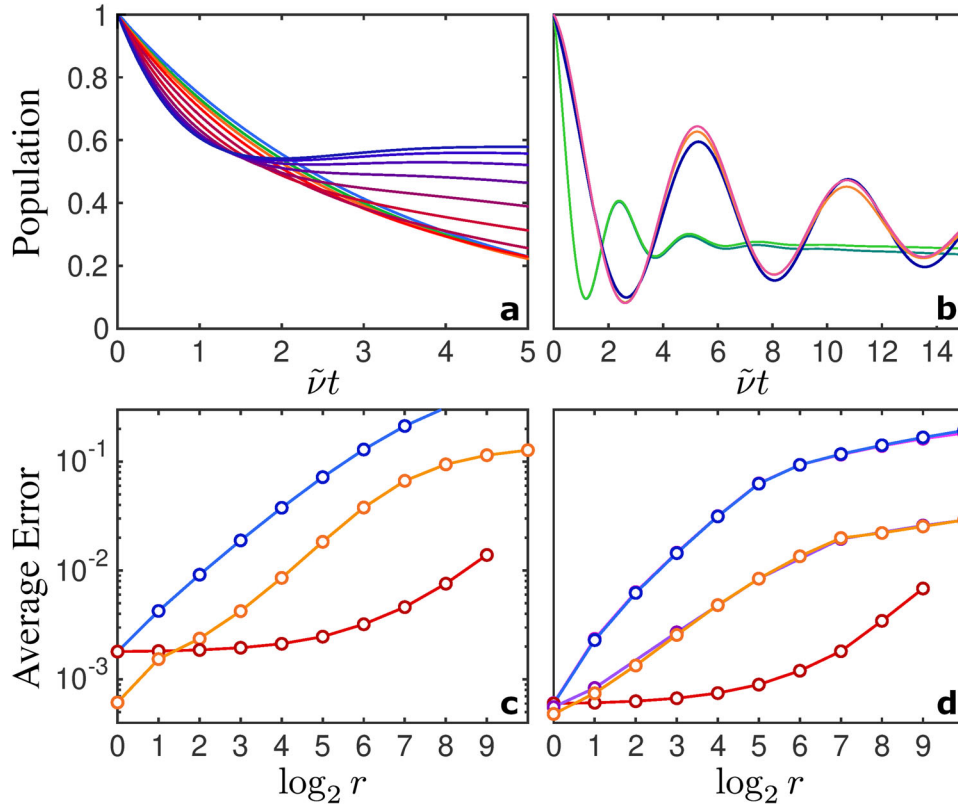 1
0.8
0.6
0.4
0.2
0
Population
0 1 2 3 4 5
ν̃t
a
0 2 4 6 8 10 12 14
ν̃t
b
10⁻¹
10⁻²
10⁻³
Average Error
0 1 2 3 4 5 6 7 8 9
log₂ r
c
0 1 2 3 4 5 6 7 8 9
log₂ r
d